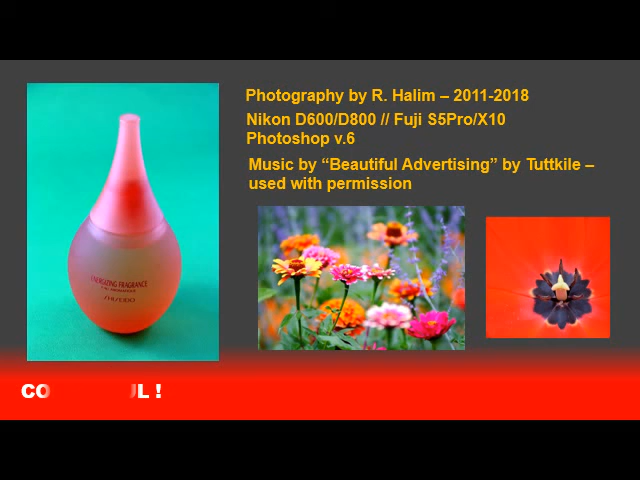 Photography by R. Halim – 2011-2018
Nikon D600/D800 // Fuji S5Pro/X10
Photoshop v.6
Music by “Beautiful Advertising” by Tuttkile –
used with permission
ENERGIZING FRAGRANCE
SHISEIDO